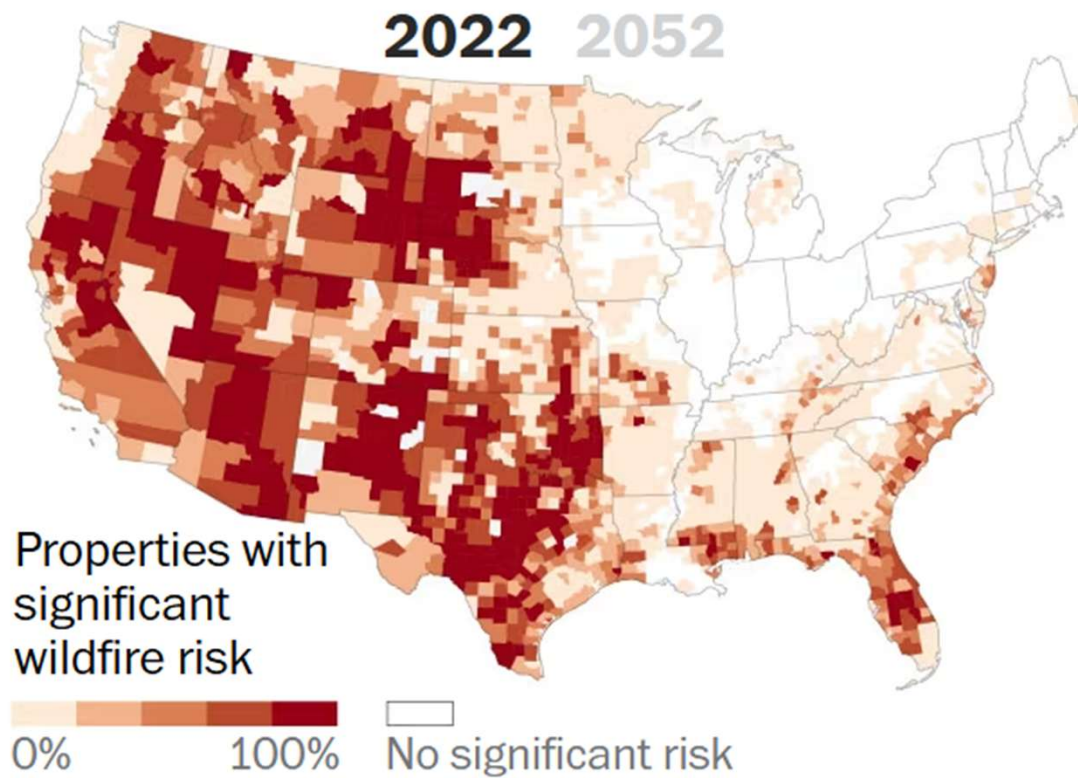 2022 2052
Properties with
significant
wildfire risk
0% 100%
No significant risk